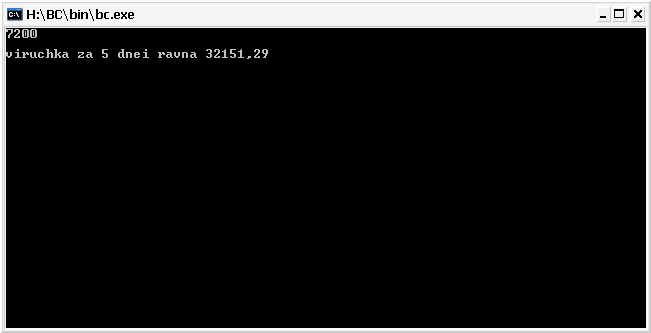 H:\BC\bin\bc.exe
7200
viruchka za 5 dnei ravna 32151,29